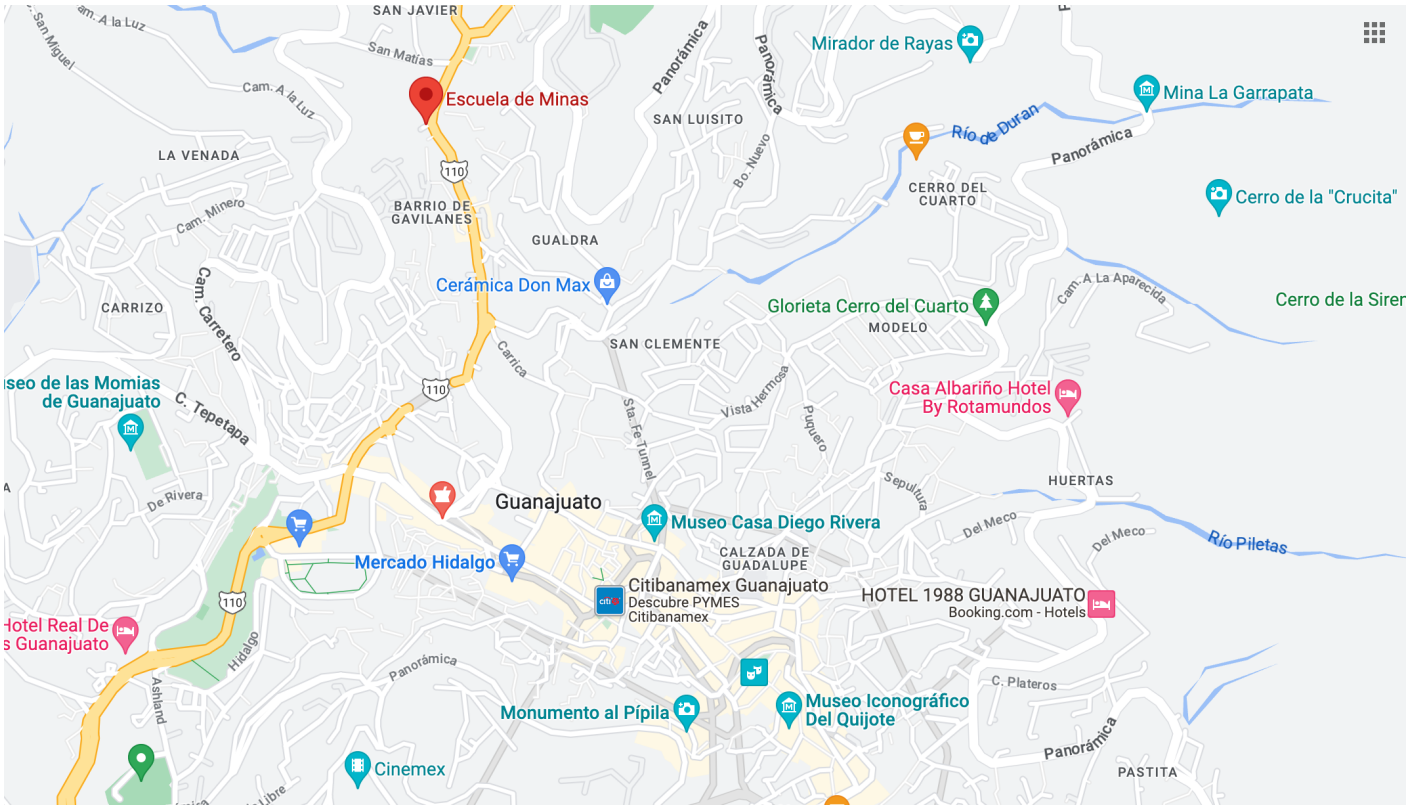 SAN JAVIER
am. A la Luz
San Miguel
San Matías
Panorámica
Panorámica
Mirador de Rayas
Cam. A la Luz
Escuela de Minas
SAN LUISITO
Mina La Garrapata
Río de Duran
Panorámica
LA VENADA
110
Bo. Nuevo
CERRO DEL
CUARTO
Cerro de la "Crucita"
Cam. Minero
BARRIO DE
GAVILANES
GUALDRA
Cam. Carretero
Cerámica Don Max
Cam. A La Aparecida
CARRIZO
Glorieta Cerro del Cuarto
MODELO
Cerro de la Siren
SAN CLEMENTE
Carrica
useo de las Momias
de Guanajuato
110
C. Tepetapa
Sta. Fe Tunnel
Vista Hermosa
Puquero
Casa Albariño Hotel
By Rotamundos
De Rivera
Guanajuato
Sepultura
HUERTAS
Museo Casa Diego Rivera
Del Meco
Del Meco
Río Piletas
Mercado Hidalgo
CALZADA DE
GUADALUPE
Citibanamex Guanajuato
Descubre PYMES
Citibanamex
citi
HOTEL 1988 GUANAJUATO
Booking.com - Hotels
110
Hotel Real De
s Guanajuato
Hidalgo
Panorámica
Ashland
C. Plateros
Monumento al Pípila
Museo Iconográfico
Del Quijote
Panorámica
Cinemex
PASTITA
Libre